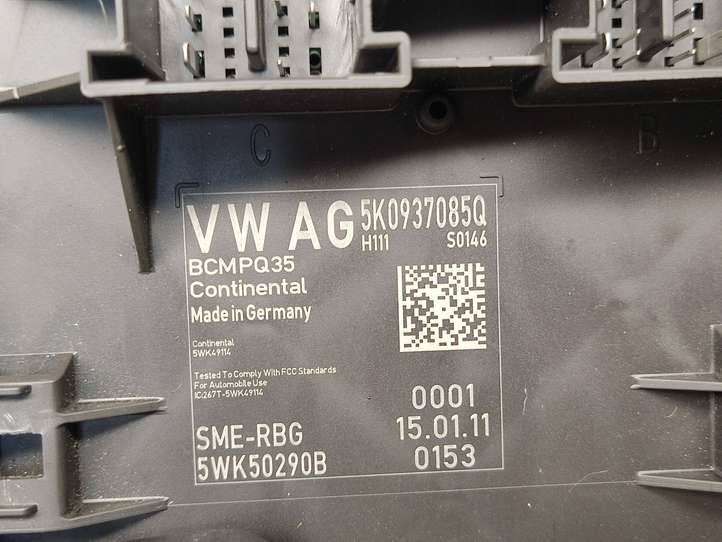 C
B
VW AG 5K0937085Q
H111 S0146
BCMPQ35
Continental
Made in Germany
Continental
5WK49114
Tested To Comply With FCC Standards
For Automobile Use
IC:267T-5WK49114
0001
SME-RBG 15.01.11
5WK50290B 0153